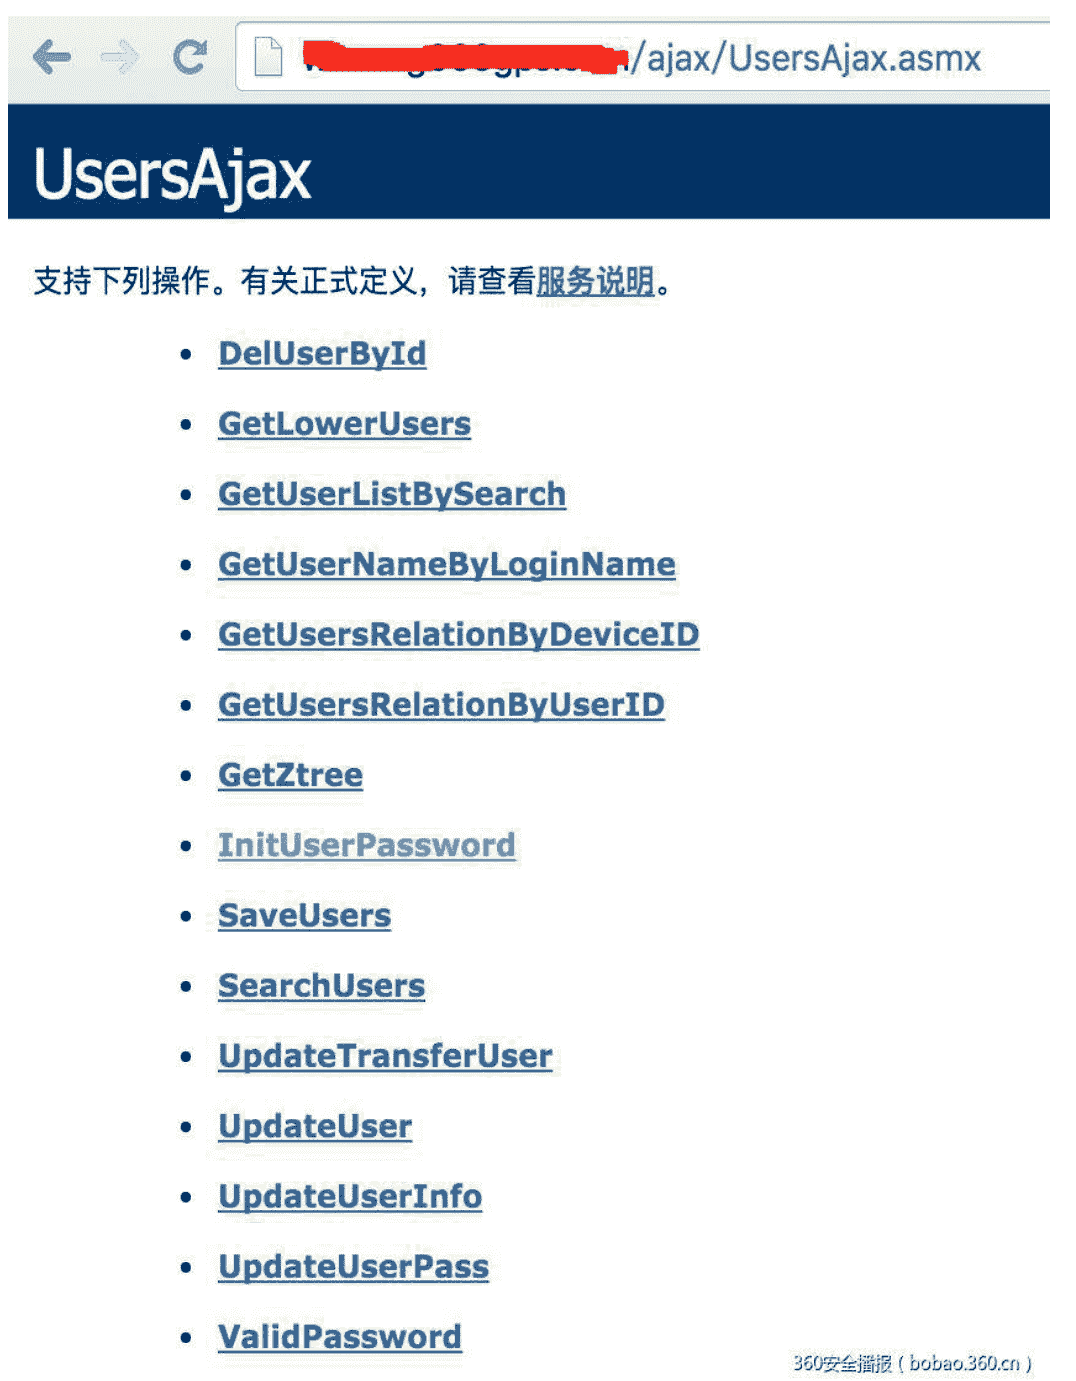 /ajax/UsersAjax.asmx
UsersAjax
支持下列操作。有关正式定义，请查看服务说明。
DelUserById
GetLowerUsers
GetUserListBySearch
GetUserNameByLoginName
GetUsersRelationByDeviceID
GetUsersRelationByUserID
GetZtree
InitUserPassword
SaveUsers
SearchUsers
UpdateTransferUser
UpdateUser
UpdateUserInfo
UpdateUserPass
ValidPassword
360安全播报（bobao.360.cn）